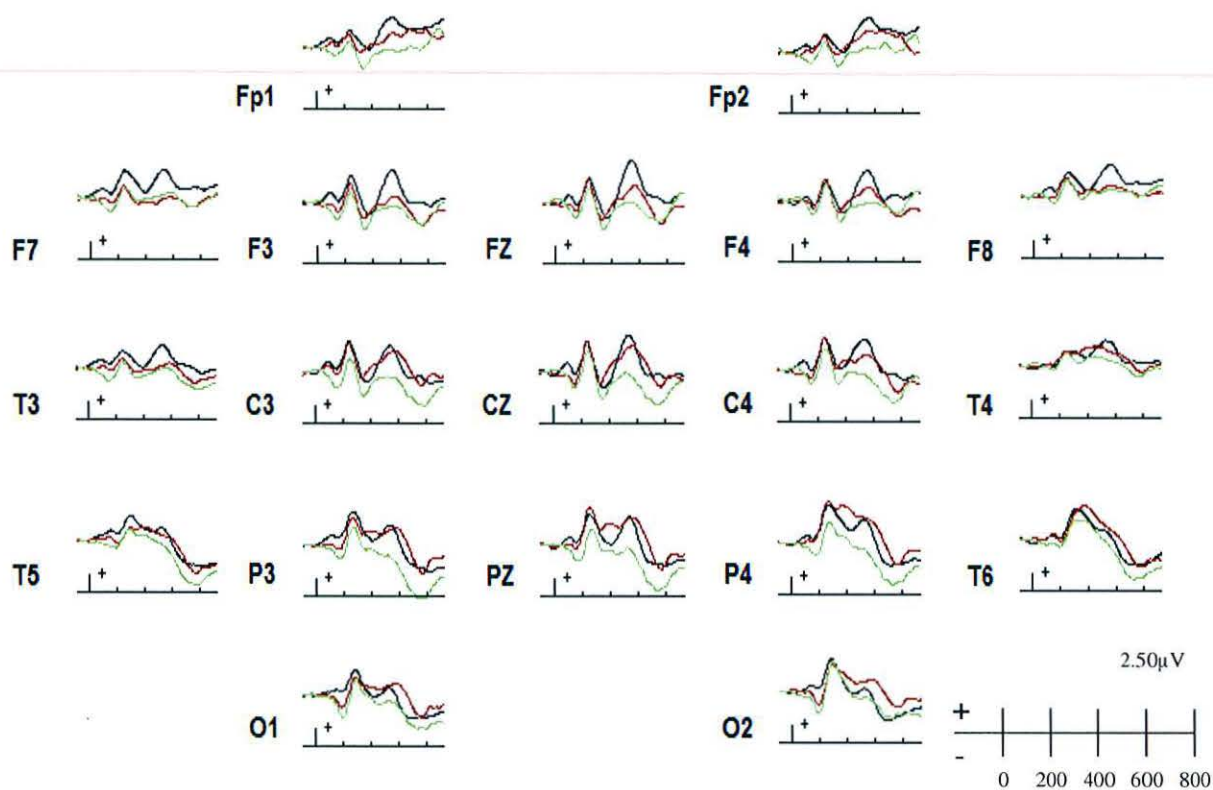 + +
Fp1 Fp2
+ + + + +
F7 F3 FZ F4 F8
+ + + + +
T3 C3 CZ C4 T4
+ + + + +
T5 P3 PZ P4 T6
2.50µV
+ +
O1 O2
+
-
0 200 400 600 800